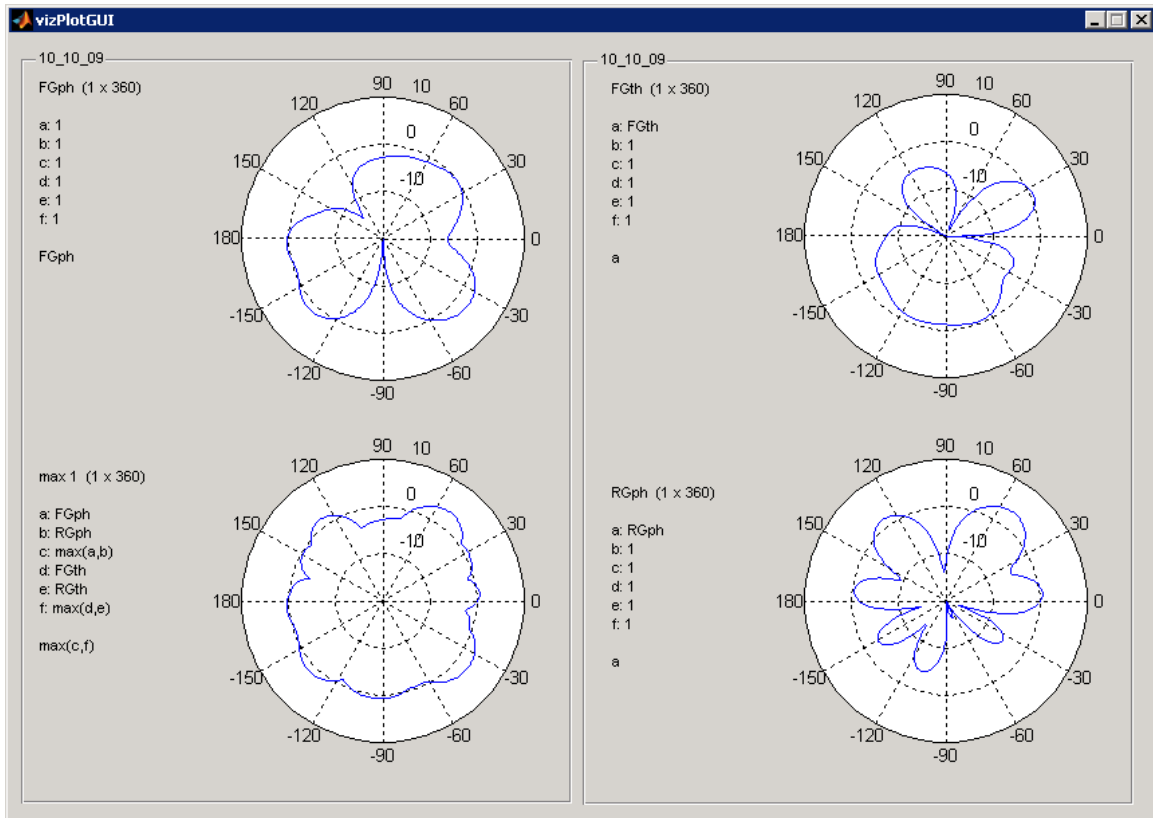 vizPlotGUI
10_10_09
FGph (1 x 360)
a: 1
b: 1
c: 1
d: 1
e: 1
f: 1
FGph
90
10
120
60
0
150
30
-10
180
0
-150
-30
-120
-60
-90
max 1 (1 x 360)
a: FGph
b: RGph
c: max(a,b)
d: FGth
e: RGth
f: max(d,e)
max(c,f)
90
10
120
60
0
150
30
-10
180
0
-150
-30
-120
-60
-90
10_10_09
FGth (1 x 360)
a: FGth
b: 1
c: 1
d: 1
e: 1
f: 1
a
90
10
120
60
0
150
30
-10
180
0
-150
-30
-120
-60
-90
RGph (1 x 360)
a: RGph
b: 1
c: 1
d: 1
e: 1
f: 1
a
90
10
120
60
0
150
30
-10
180
0
-150
-30
-120
-60
-90